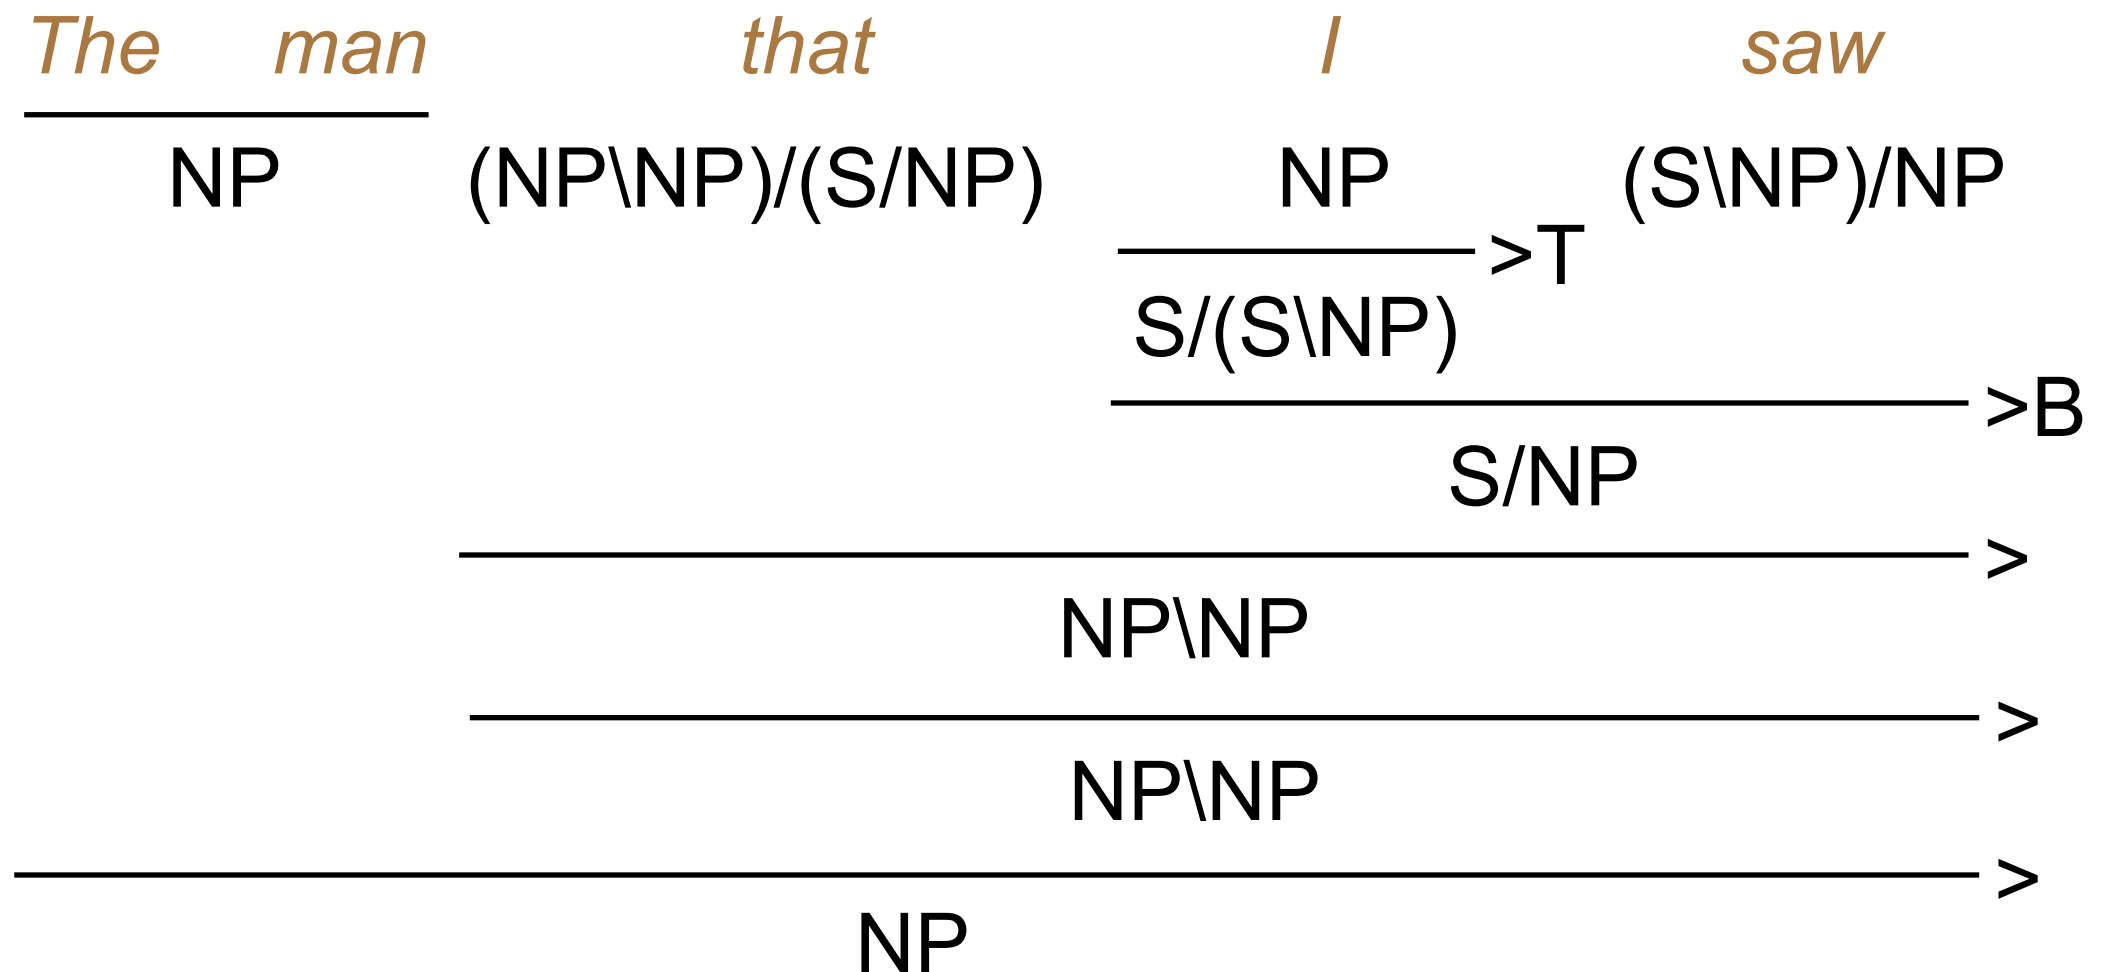 The man that I saw
NP (NP\NP)/(S/NP) NP (S\NP)/NP
>T
S/(S\NP)
>B
S/NP
>
NP\NP
>
NP\NP
>
NP